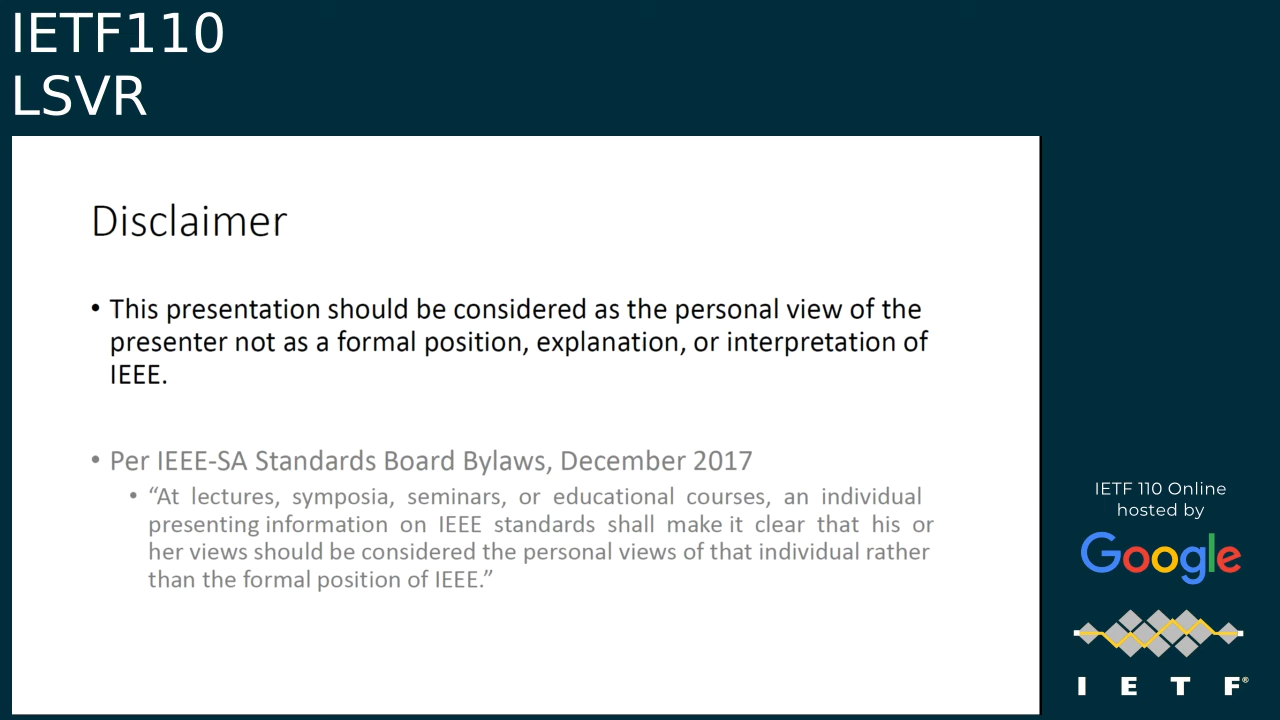 IETF110
LSVR
Disclaimer
• This presentation should be considered as the personal view of the
presenter not as a formal position, explanation, or interpretation of
IEEE.
• Per IEEE-SA Standards Board Bylaws, December 2017
• “At lectures, symposia, seminars, or educational courses, an individual
presenting information on IEEE standards shall make it clear that his or
her views should be considered the personal views of that individual rather
than the formal position of IEEE.”
IETF 110 Online
hosted by
Google
I E T F®